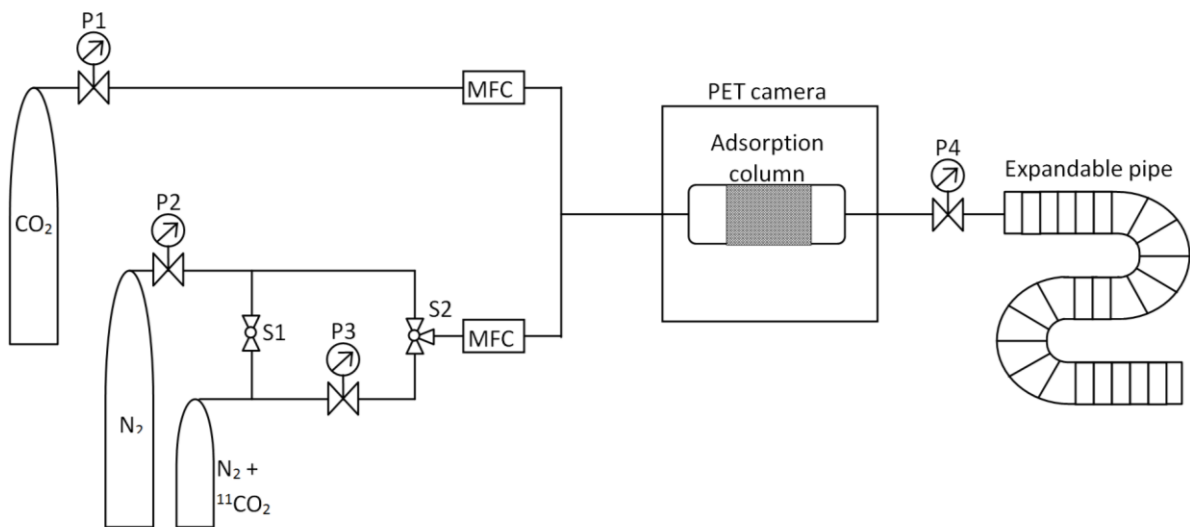 P1
MFC
PET camera
Adsorption
column
P4
Expandable pipe
CO₂
P2
S1
S2
P3
MFC
N₂
N₂ +
¹¹CO₂